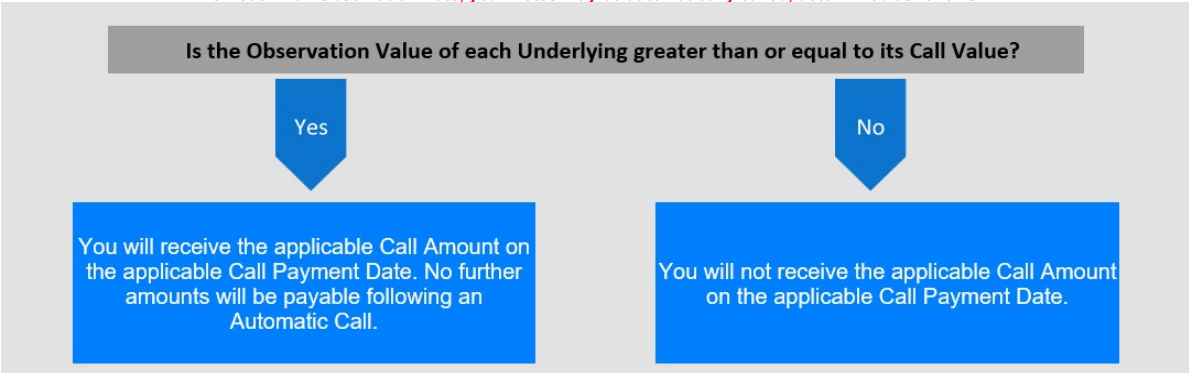 Is the Observation Value of each Underlying greater than or equal to its Call Value?
Yes
No
You will receive the applicable Call Amount on
the applicable Call Payment Date. No further
amounts will be payable following an
Automatic Call.
You will not receive the applicable Call Amount
on the applicable Call Payment Date.